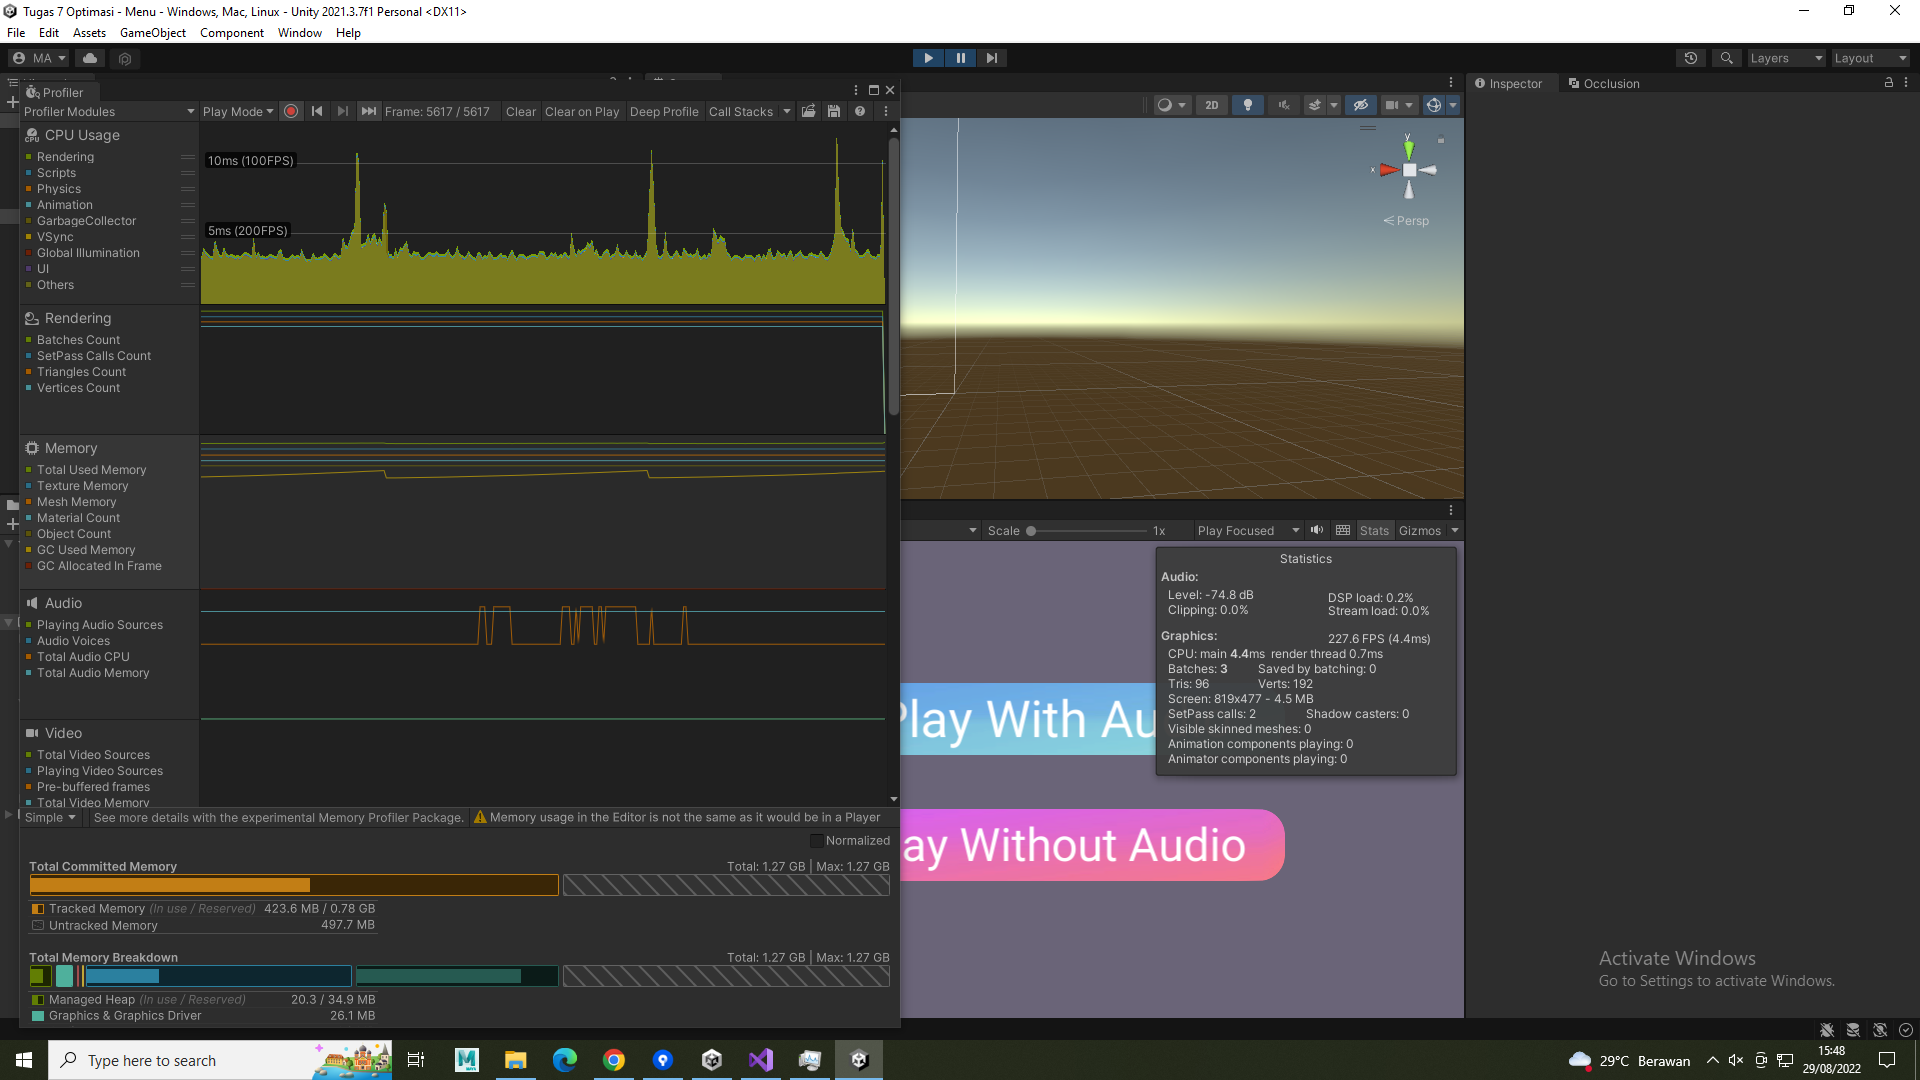 Tugas 7 Optimasi - Menu - Windows, Mac, Linux - Unity 2021.3.7f1 Personal <DX11>
File Edit Assets GameObject Component Window Help
MA
Layers
Layout
Profiler
Inspector
Occlusion
Profiler Modules
Play Mode
Frame: 5617 / 5617
Clear
Clear on Play
Deep Profile
Call Stacks
2D
CPU Usage
Rendering
Scripts
Physics
Animation
GarbageCollector
VSync
Global Illumination
UI
Others
10ms (100FPS)
5ms (200FPS)
y
x
Persp
Rendering
Batches Count
SetPass Calls Count
Triangles Count
Vertices Count
Memory
Total Used Memory
Texture Memory
Mesh Memory
Material Count
Object Count
GC Used Memory
GC Allocated In Frame
Audio
Playing Audio Sources
Audio Voices
Total Audio CPU
Total Audio Memory
Video
Total Video Sources
Playing Video Sources
Pre-buffered frames
Total Video Memory
Scale
1x
Play Focused
Stats
Gizmos
Statistics
Audio:
Level: -74.8 dB
DSP load: 0.2%
Clipping: 0.0%
Stream load: 0.0%
Graphics:
227.6 FPS (4.4ms)
CPU: main 4.4ms render thread 0.7ms
Batches: 3
Saved by batching: 0
Tris: 96
Verts: 192
Screen: 819x477 - 4.5 MB
SetPass calls: 2
Shadow casters: 0
Visible skinned meshes: 0
Animation components playing: 0
Animator components playing: 0
Play With Au
ay Without Audio
Simple
See more details with the experimental Memory Profiler Package.
Memory usage in the Editor is not the same as it would be in a Player
Normalized
Total Committed Memory
Total: 1.27 GB | Max: 1.27 GB
Tracked Memory (In use / Reserved) 423.6 MB / 0.78 GB
Untracked Memory 497.7 MB
Total Memory Breakdown
Total: 1.27 GB | Max: 1.27 GB
Managed Heap (In use / Reserved) 20.3 / 34.9 MB
Graphics & Graphics Driver 26.1 MB
Activate Windows
Go to Settings to activate Windows.
Type here to search
29°C Berawan
15:48
29/08/2022